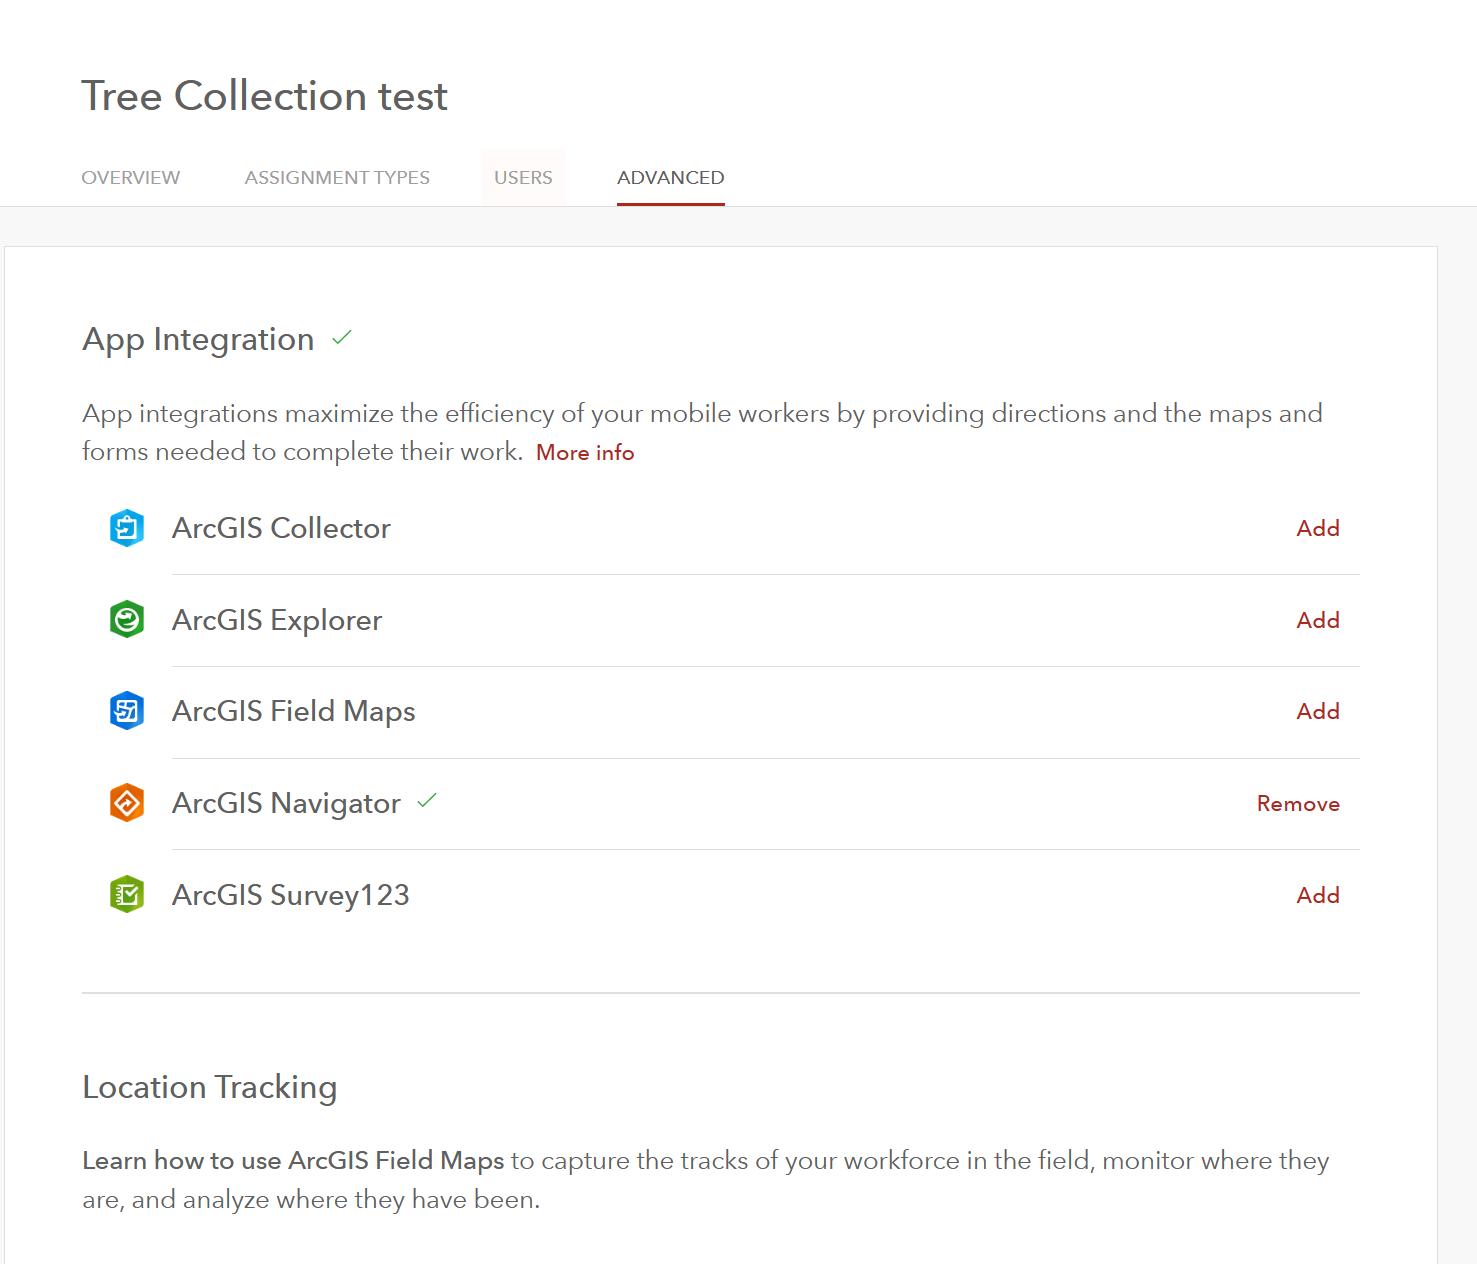 Tree Collection test
OVERVIEW
ASSIGNMENT TYPES
USERS
ADVANCED
App Integration
App integrations maximize the efficiency of your mobile workers by providing directions and the maps and
forms needed to complete their work. More info
ArcGIS Collector
Add
ArcGIS Explorer
Add
ArcGIS Field Maps
Add
ArcGIS Navigator
Remove
ArcGIS Survey123
Add
Location Tracking
Learn how to use ArcGIS Field Maps to capture the tracks of your workforce in the field, monitor where they
are, and analyze where they have been.